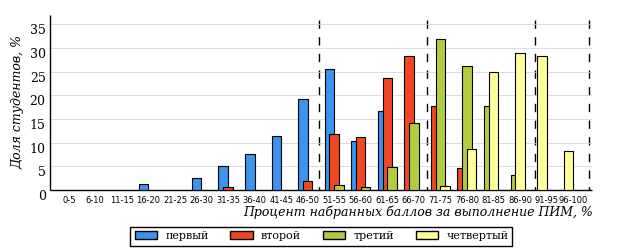 Доля студентов, %
35
30
25
20
15
10
5
0
0-5 6-10 11-15 16-20 21-25 26-30 31-35 36-40 41-45 46-50 51-55 56-60 61-65 66-70 71-75 76-80 81-85 86-90 91-95 96-100
Процент набранных баллов за выполнение ПИМ, %
первый второй третий четвертый